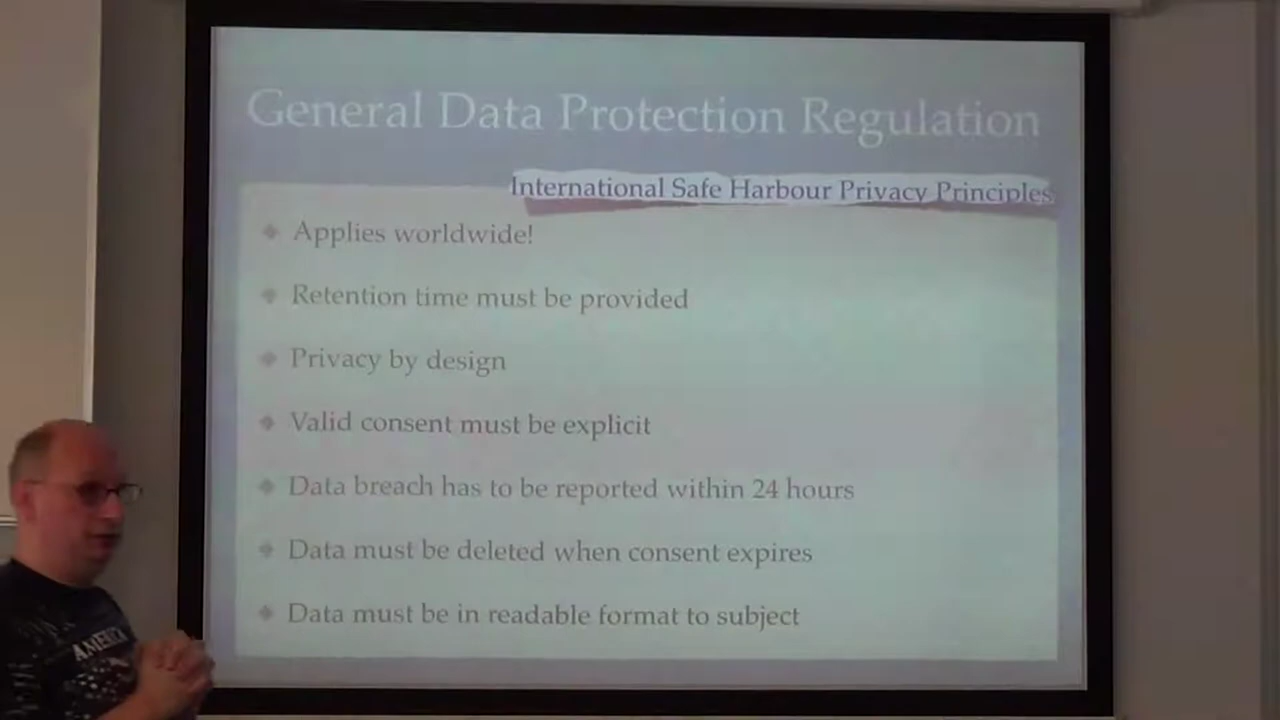 General Data Protection Regulation
International Safe Harbour Privacy Principles
Applies worldwide!
Retention time must be provided
Privacy by design
Valid consent must be explicit
Data breach has to be reported within 24 hours
Data must be deleted when consent expires
Data must be in readable format to subject